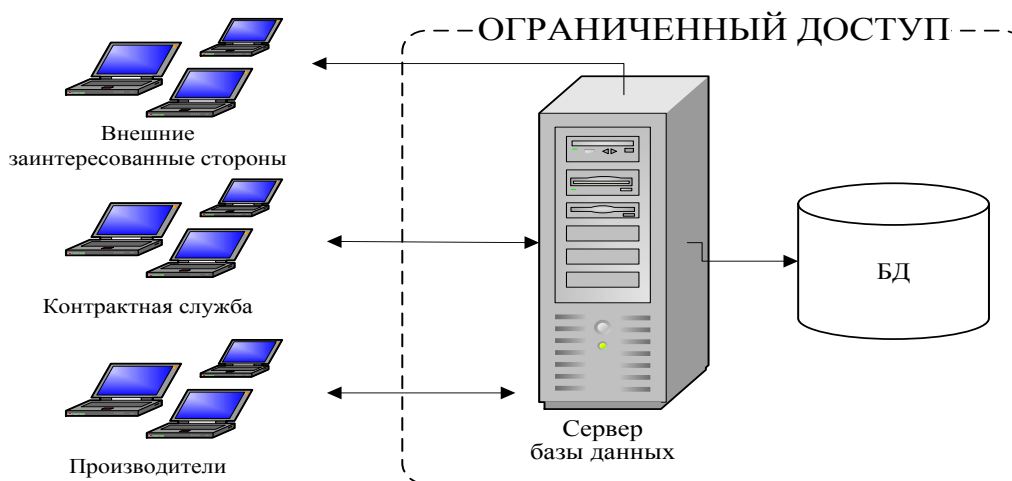 ОГРАНИЧЕННЫЙ ДОСТУП
Внешние
заинтересованные стороны
Контрактная служба
БД
Производители
Сервер
базы данных